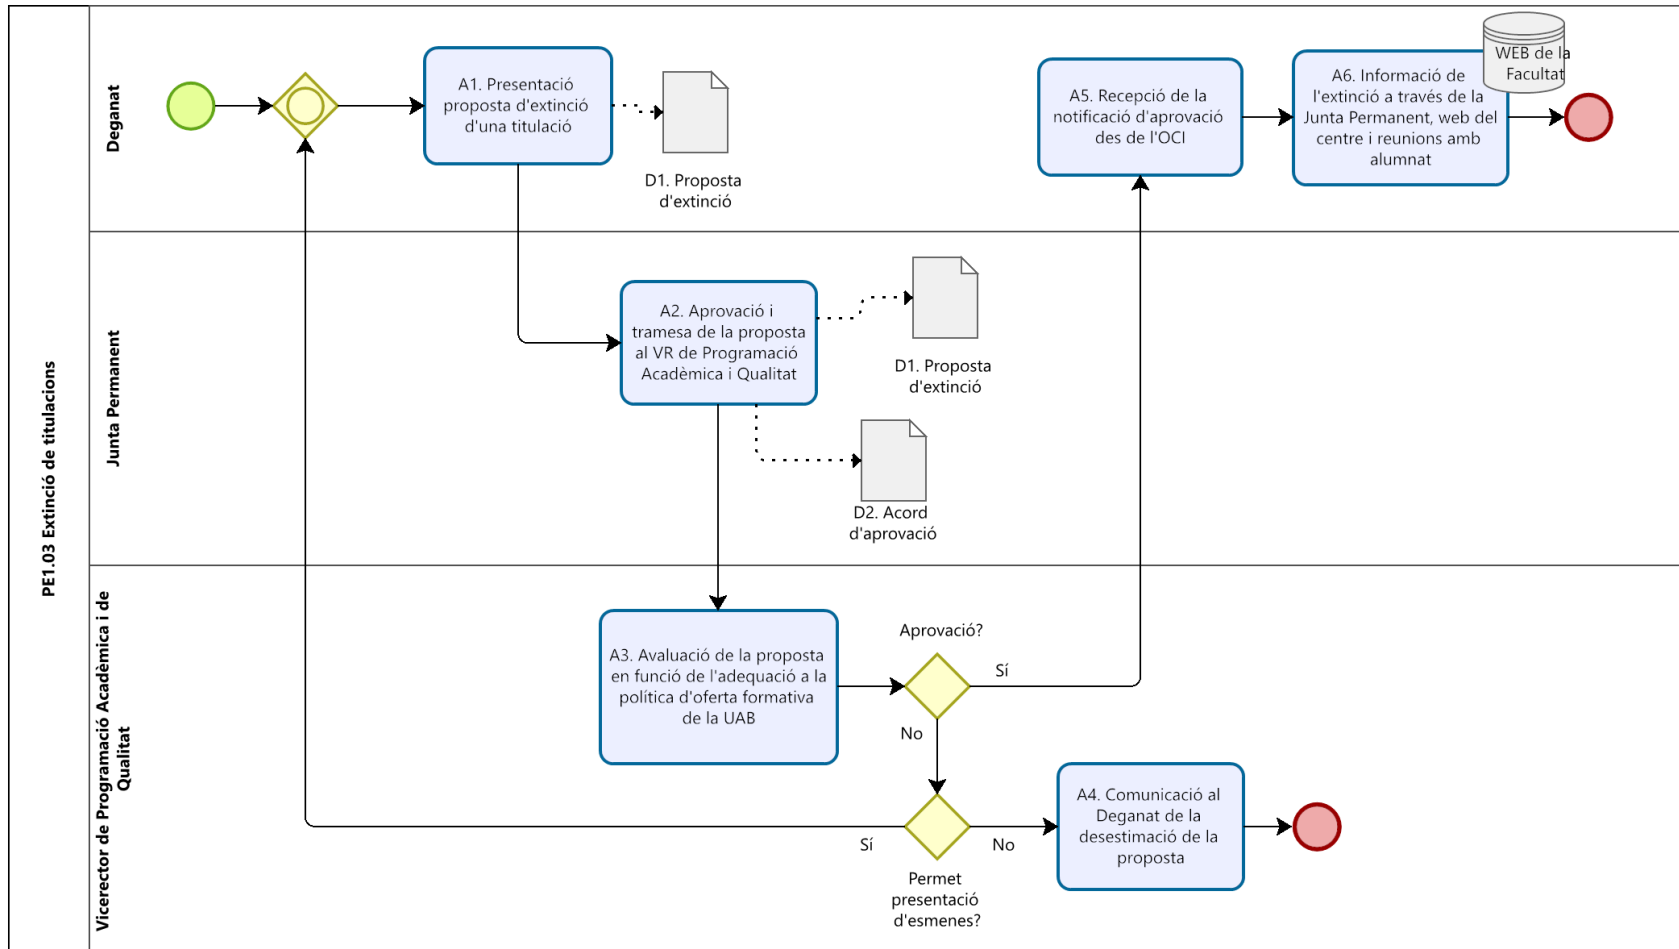 PE1.03 Extinció de titulacions
Deganat
A1. Presentació
proposta d'extinció
d'una titulació
D1. Proposta
d'extinció
A5. Recepció de la
notificació d'aprovació
des de l'OCI
A6. Informació de
l'extinció a través de la
Junta Permanent, web del
centre i reunions amb
alumnat
WEB de la
Facultat
Junta Permanent
A2. Aprovació i
tramesa de la proposta
al VR de Programació
Acadèmica i Qualitat
D1. Proposta
d'extinció
D2. Acord
d'aprovació
Vicerector de Programació Acadèmica i de
Qualitat
A3. Avaluació de la proposta
en funció de l'adequació a la
política d'oferta formativa
de la UAB
Aprovació?
Sí
No
Sí
No
Permet
presentació
d'esmenes?
A4. Comunicació al
Deganat de la
desestimació de la
proposta